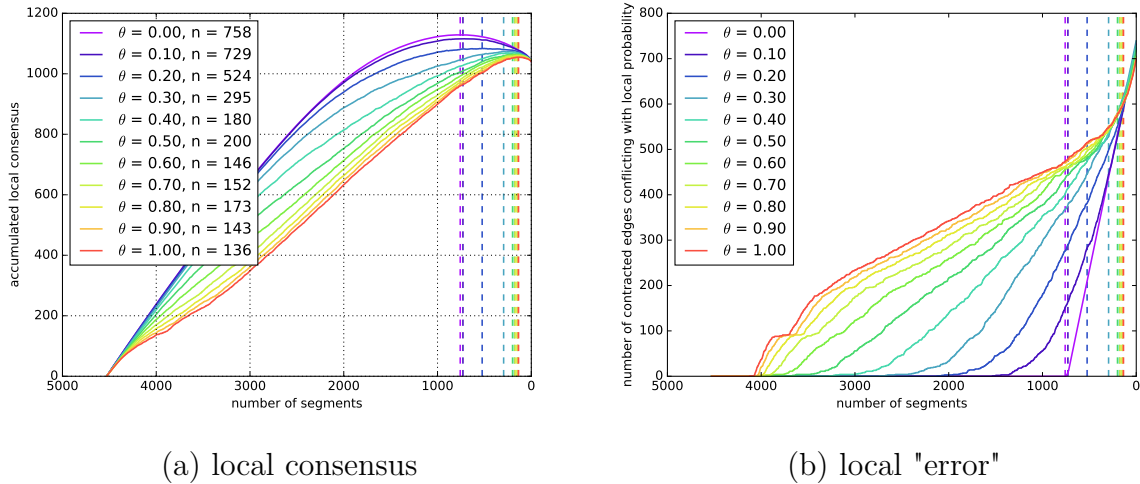 1200
1000
800
600
400
200
0
accumulated local consensus
θ = 0.00, n = 758
θ = 0.10, n = 729
θ = 0.20, n = 524
θ = 0.30, n = 295
θ = 0.40, n = 180
θ = 0.50, n = 200
θ = 0.60, n = 146
θ = 0.70, n = 152
θ = 0.80, n = 173
θ = 0.90, n = 143
θ = 1.00, n = 136
5000 4000 3000 2000 1000 0
number of segments
(a) local consensus
800
700
600
500
400
300
200
100
0
number of contracted edges conflicting with local probability
θ = 0.00
θ = 0.10
θ = 0.20
θ = 0.30
θ = 0.40
θ = 0.50
θ = 0.60
θ = 0.70
θ = 0.80
θ = 0.90
θ = 1.00
5000 4000 3000 2000 1000 0
number of segments
(b) local "error"